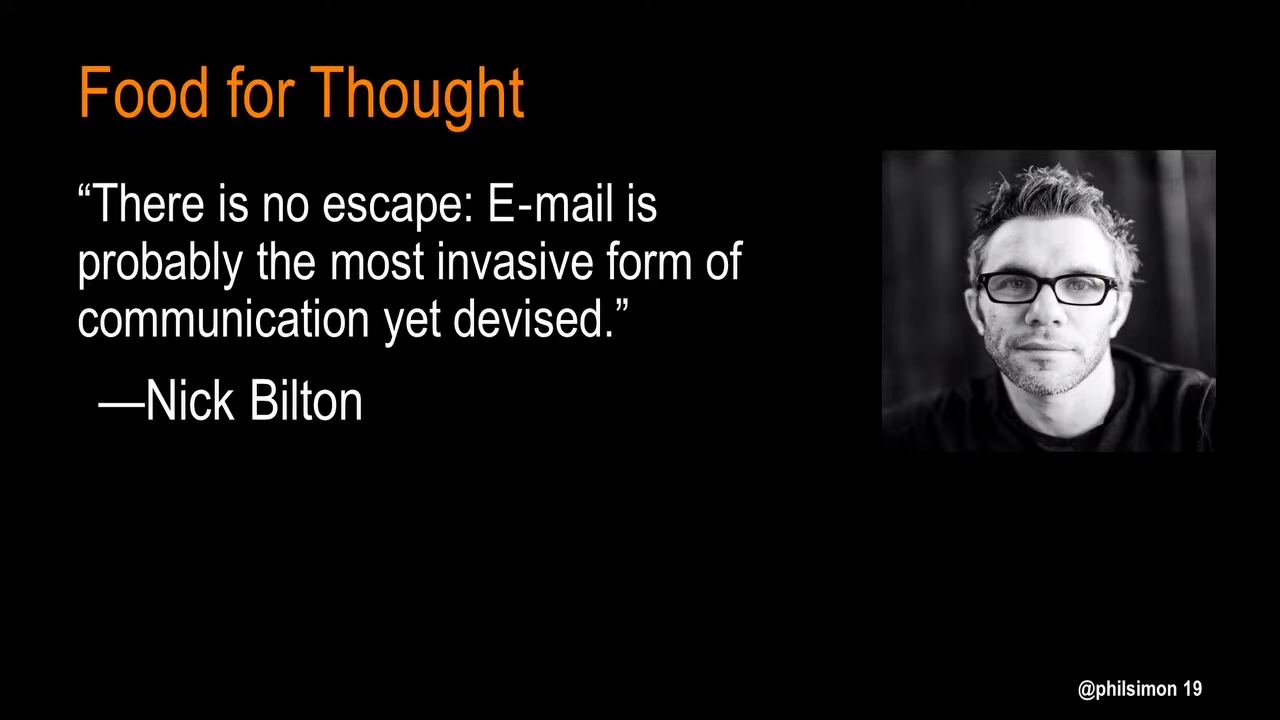 Food for Thought
“There is no escape: E-mail is
probably the most invasive form of
communication yet devised.”
—Nick Bilton
@philsimon 19